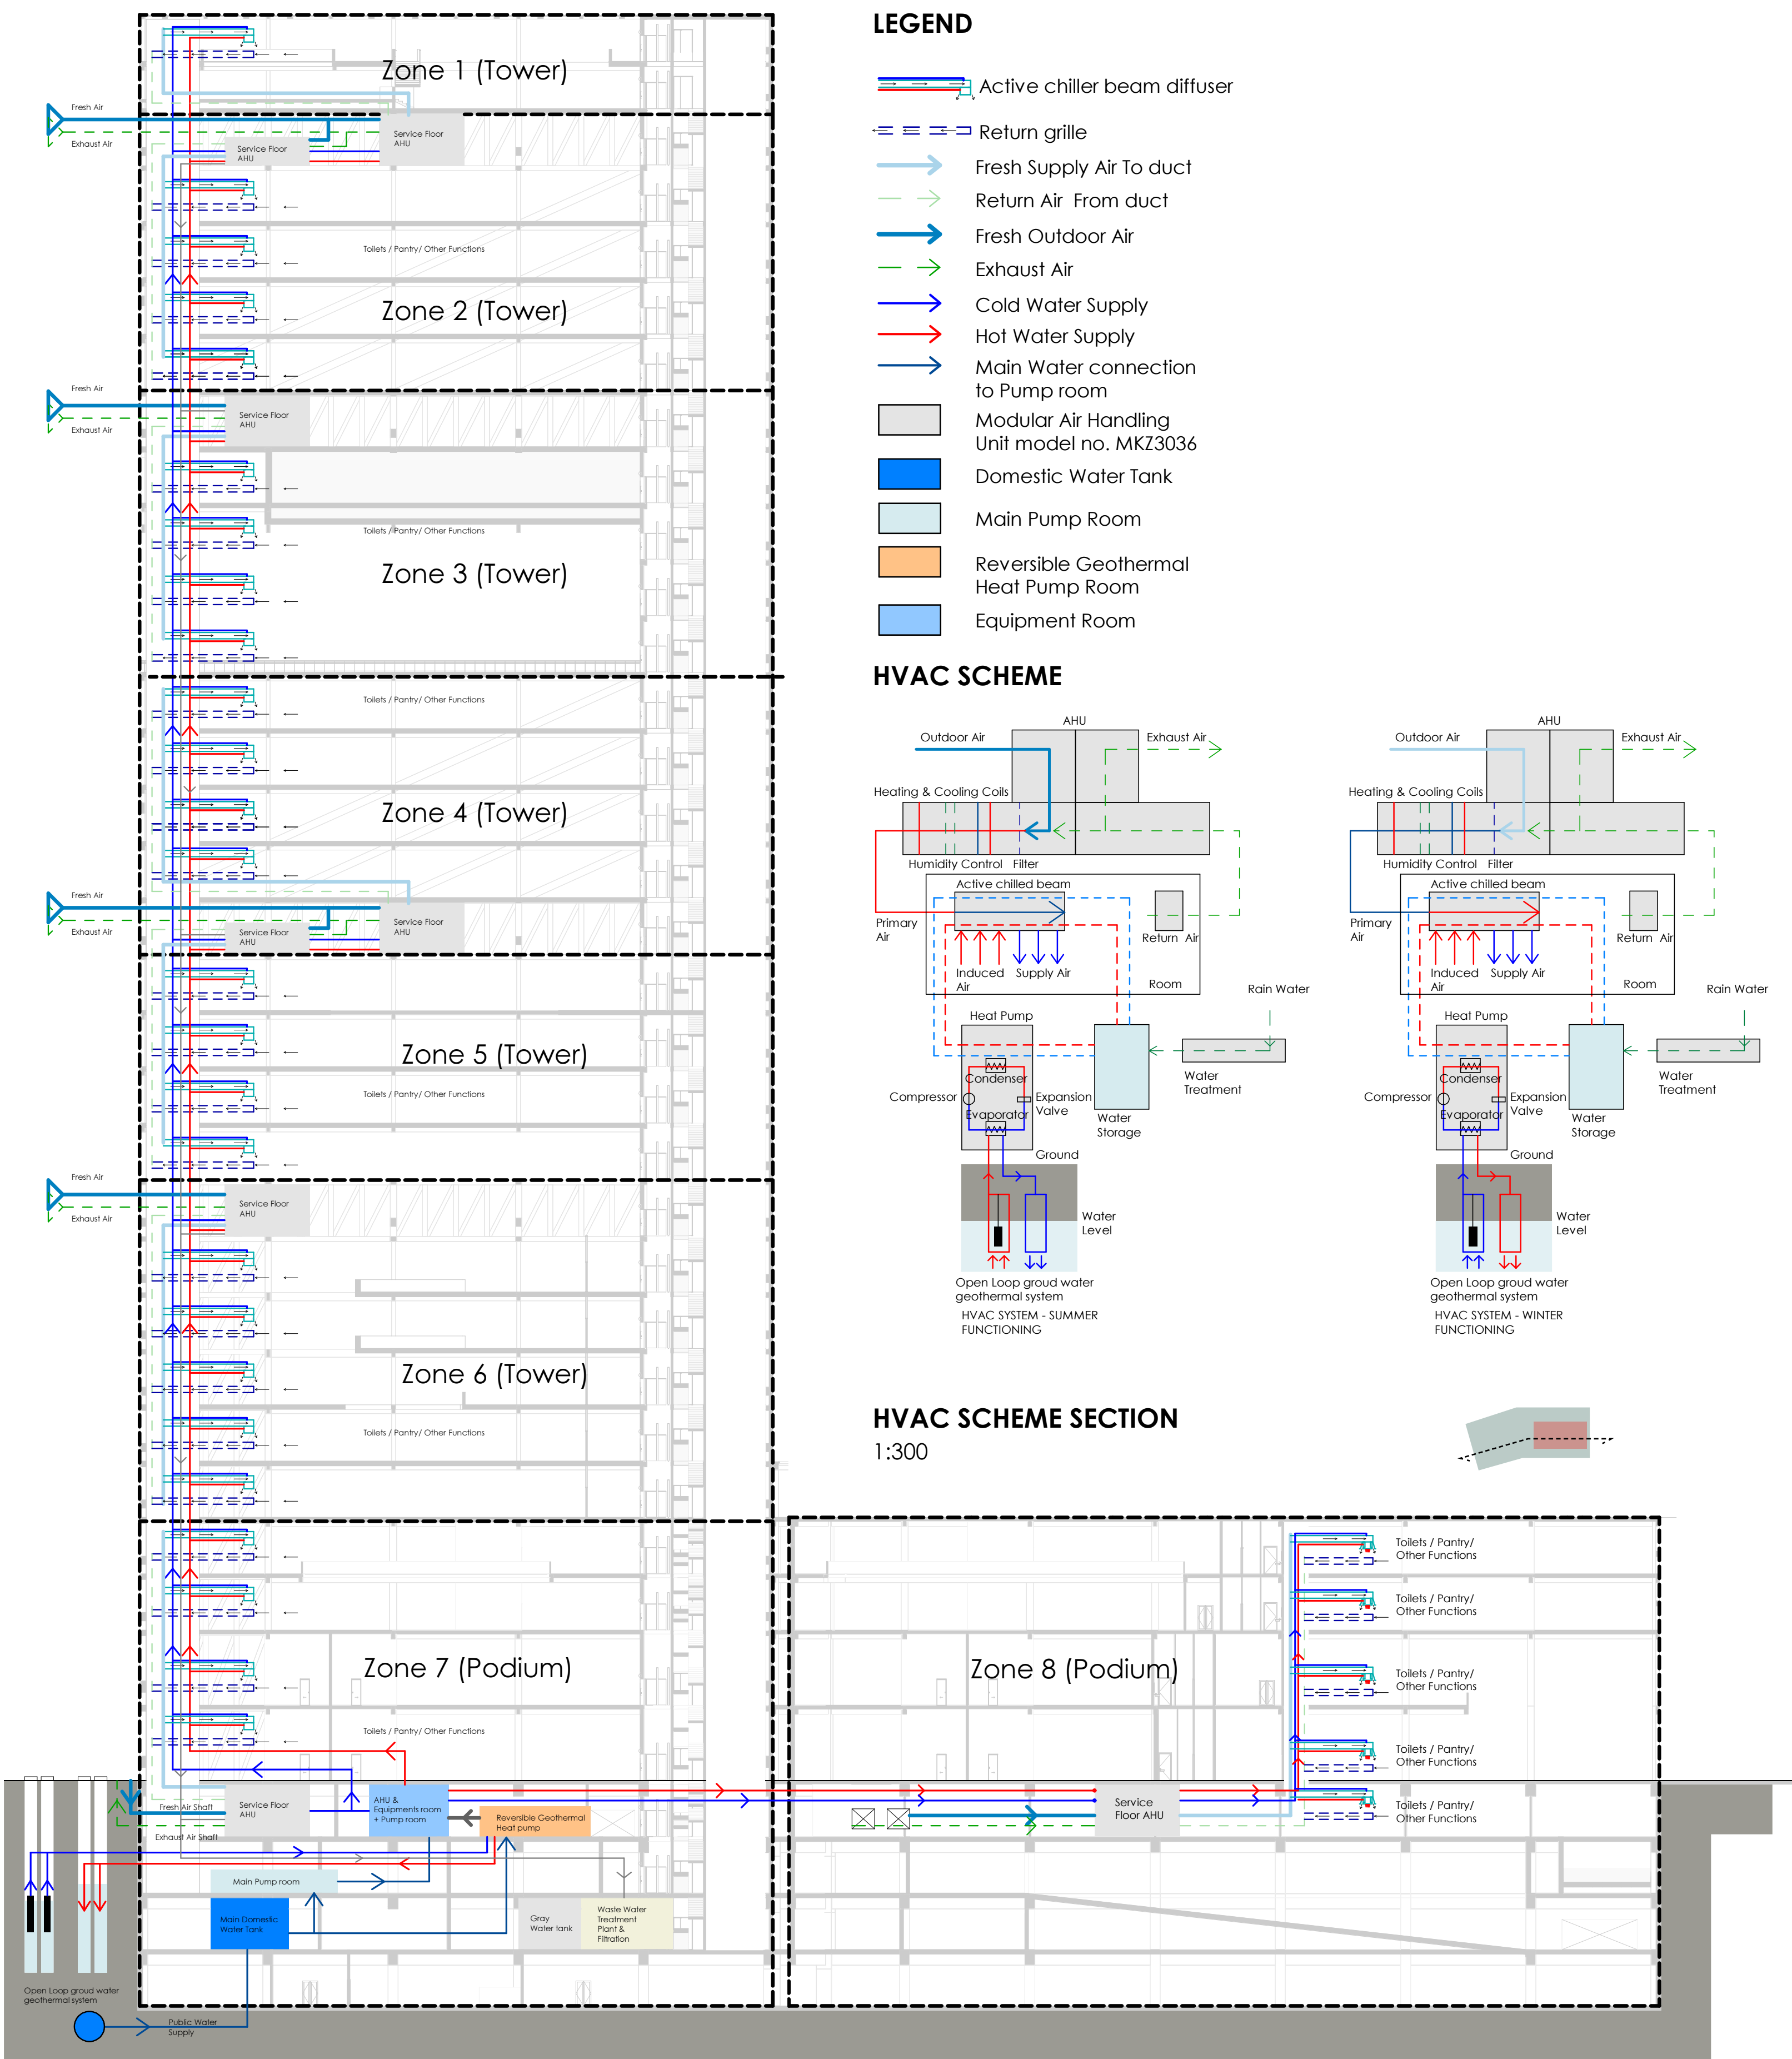 Zone 1 (Tower)
Fresh Air
Exhaust Air
Service Floor
AHU
Service Floor
AHU
Toilets / Pantry/ Other Functions
Zone 2 (Tower)
Fresh Air
Exhaust Air
Service Floor
AHU
Toilets / Pantry/ Other Functions
Zone 3 (Tower)
Toilets / Pantry/ Other Functions
Zone 4 (Tower)
Fresh Air
Exhaust Air
Service Floor
AHU
Service Floor
AHU
Zone 5 (Tower)
Toilets / Pantry/ Other Functions
Fresh Air
Exhaust Air
Service Floor
AHU
Zone 6 (Tower)
Toilets / Pantry/ Other Functions
Zone 7 (Podium)
Toilets / Pantry/ Other Functions
Fresh Air Shaft
Exhaust Air Shaft
Service Floor
AHU
AHU &
Equipments room
+ Pump room
Reversible Geothermal
Heat pump
Main Pump room
Main Domestic
Water Tank
Gray
Water tank
Waste Water
Treatment
Plant &
Filtration
Open Loop groud water
geothermal system
Public Water
Supply
LEGEND
Active chiller beam diffuser
Return grille
Fresh Supply Air To duct
Return Air From duct
Fresh Outdoor Air
Exhaust Air
Cold Water Supply
Hot Water Supply
Main Water connection
to Pump room
Modular Air Handling
Unit model no. MKZ3036
Domestic Water Tank
Main Pump Room
Reversible Geothermal
Heat Pump Room
Equipment Room
HVAC SCHEME
AHU
Outdoor Air
Exhaust Air
Heating & Cooling Coils
Humidity Control
Filter
Active chilled beam
Primary
Air
Return Air
Induced
Air
Supply Air
Room
Rain Water
Heat Pump
Condenser
Compressor
Expansion
Valve
Evaporator
Water
Storage
Water
Treatment
Ground
Water
Level
Open Loop groud water
geothermal system
HVAC SYSTEM - SUMMER
FUNCTIONING
AHU
Outdoor Air
Exhaust Air
Heating & Cooling Coils
Humidity Control
Filter
Active chilled beam
Primary
Air
Return Air
Induced
Air
Supply Air
Room
Rain Water
Heat Pump
Condenser
Compressor
Expansion
Valve
Evaporator
Water
Storage
Water
Treatment
Ground
Water
Level
Open Loop groud water
geothermal system
HVAC SYSTEM - WINTER
FUNCTIONING
HVAC SCHEME SECTION
1:300
Zone 8 (Podium)
Toilets / Pantry/
Other Functions
Toilets / Pantry/
Other Functions
Toilets / Pantry/
Other Functions
Toilets / Pantry/
Other Functions
Toilets / Pantry/
Other Functions
Service
Floor AHU